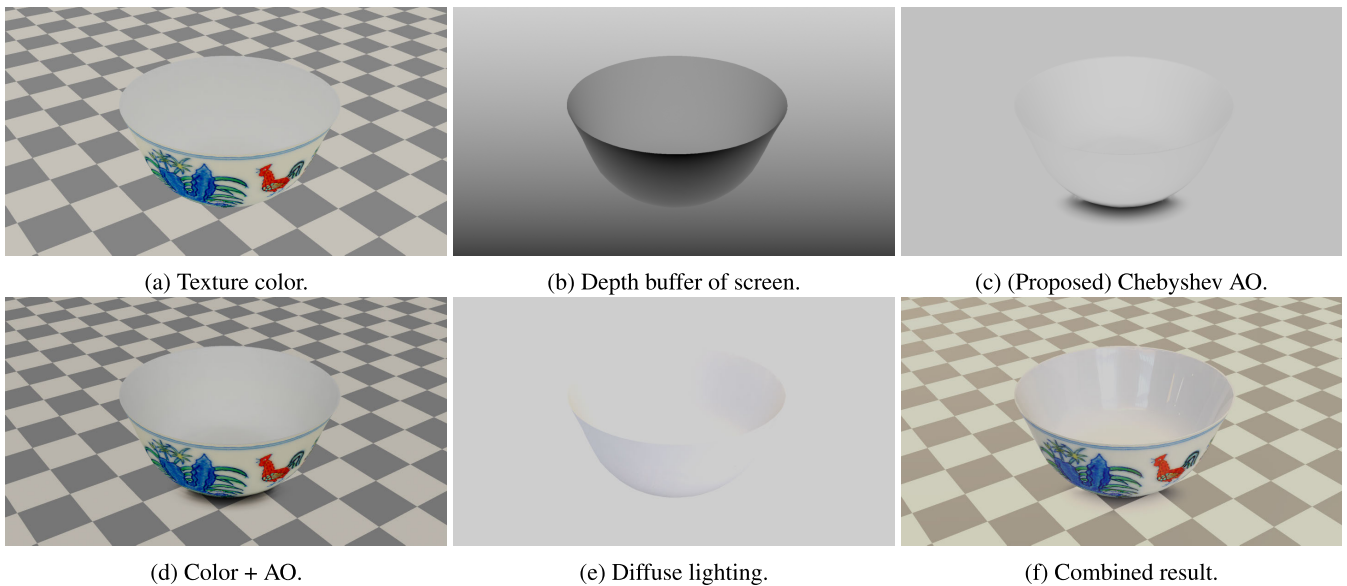 (a) Texture color.
(b) Depth buffer of screen.
(c) (Proposed) Chebyshev AO.
(d) Color + AO.
(e) Diffuse lighting.
(f) Combined result.